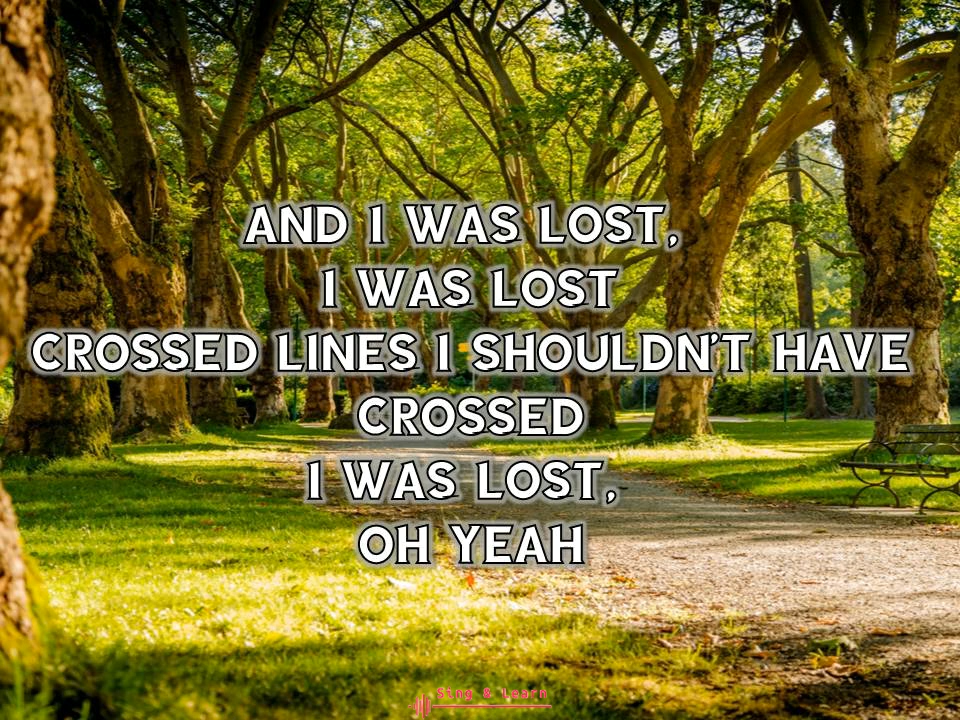 AND I WAS LOST,
I WAS LOST
CROSSED LINES I SHOULDN'T HAVE
CROSSED
I WAS LOST,
OH YEAH
Sing & Learn